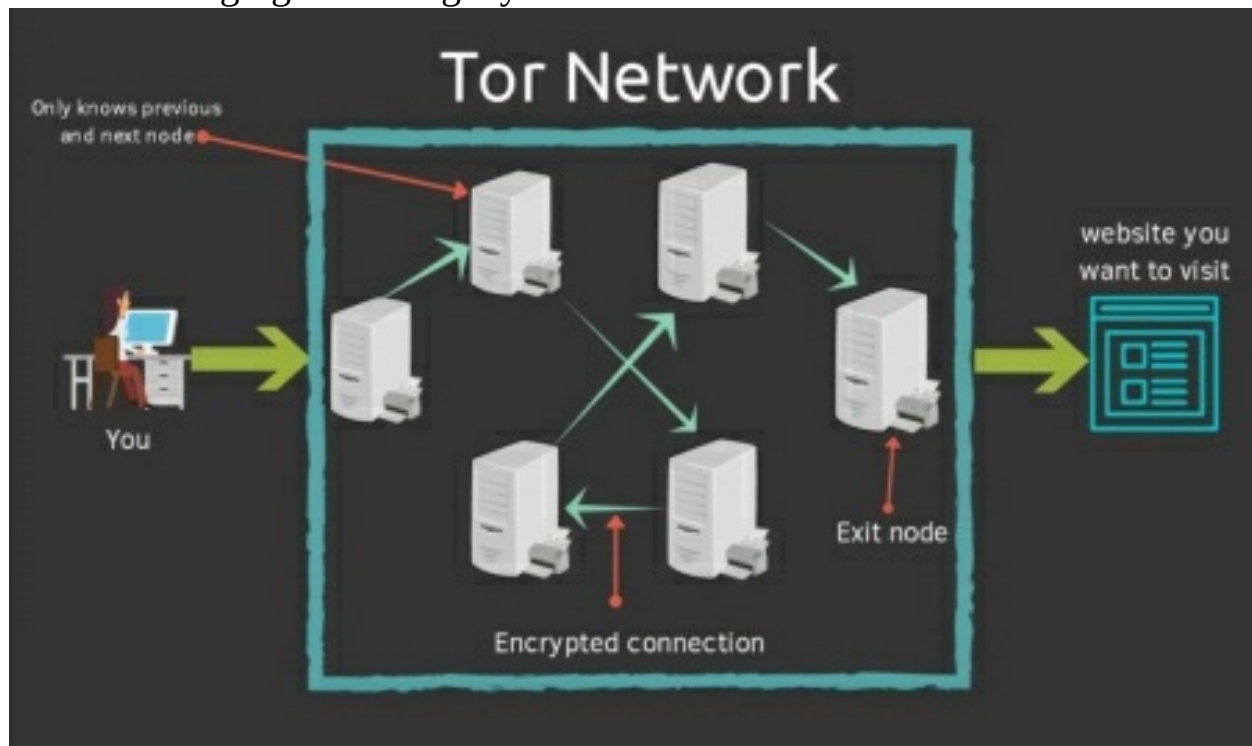 Tor Network
Only knows previous
and next node
website you
want to visit
You
Exit node
Encrypted connection